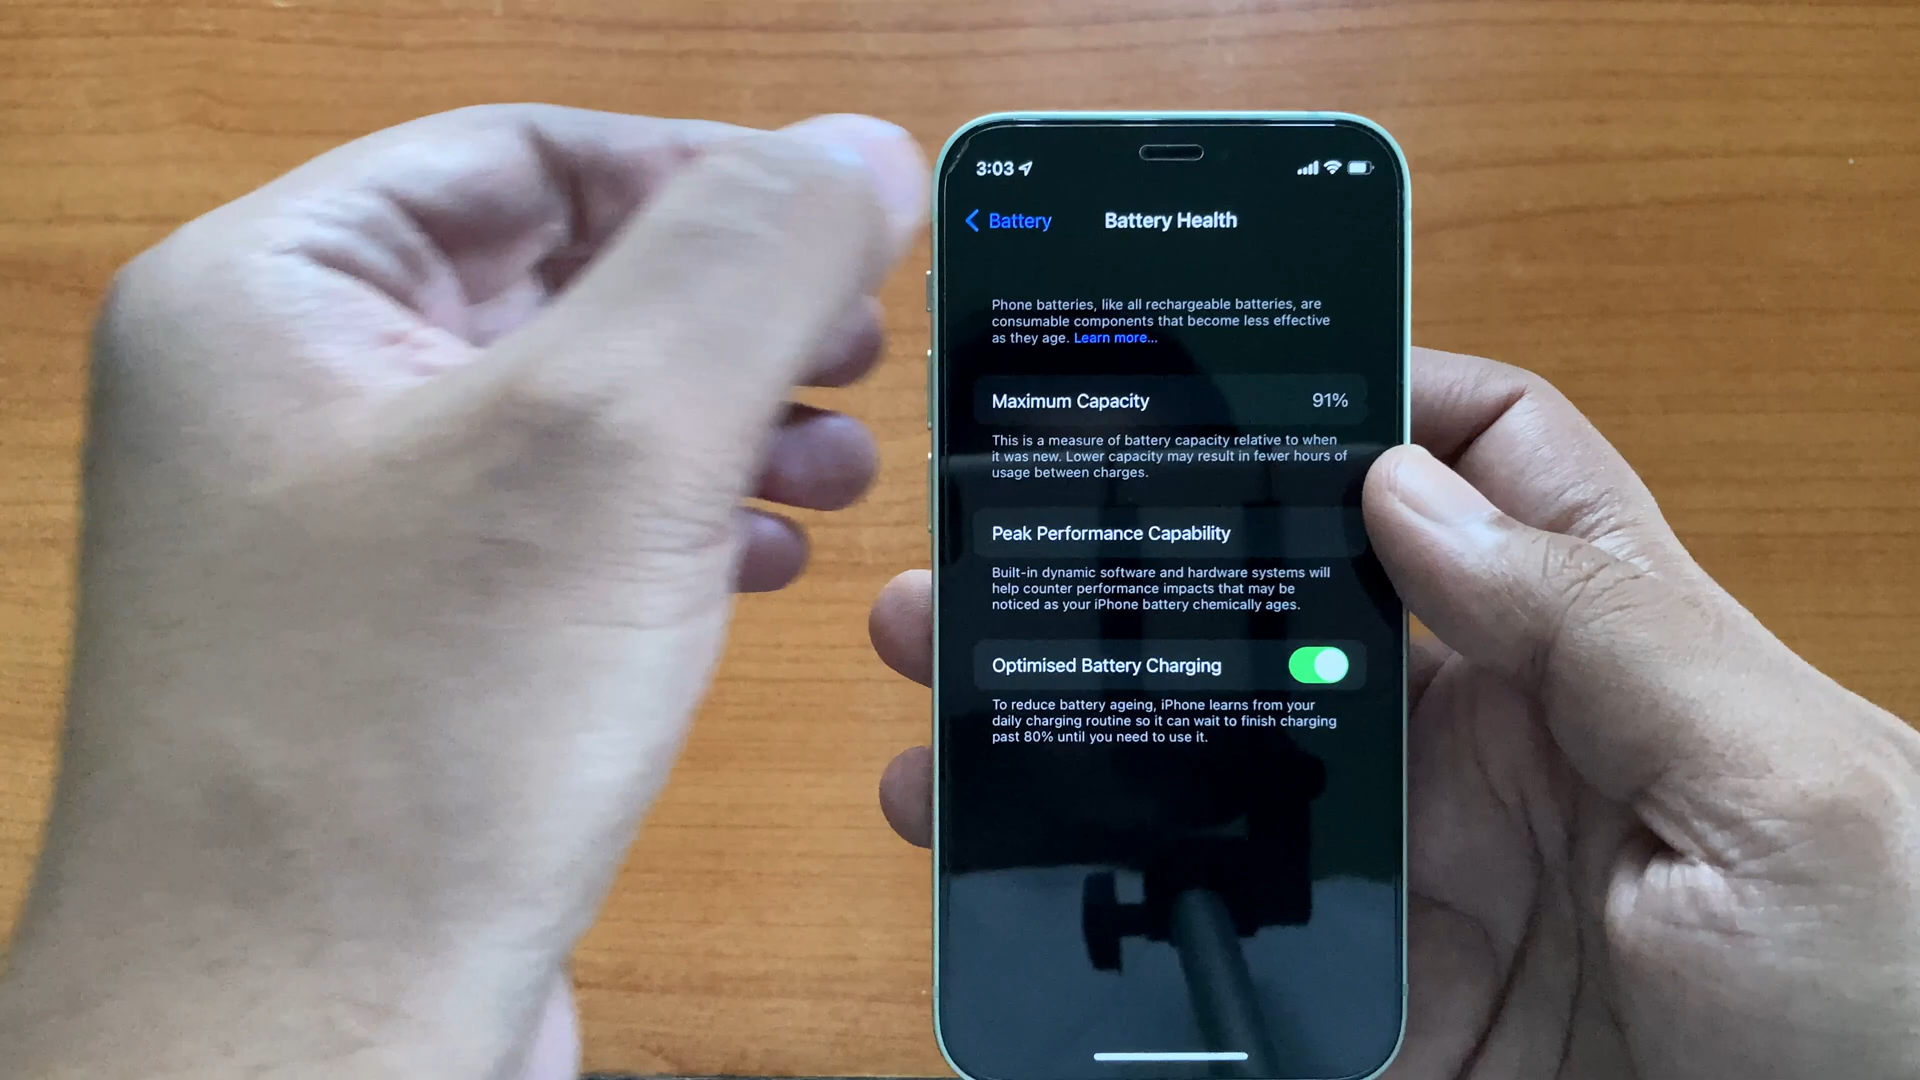 3:03
Battery
Battery Health
Phone batteries, like all rechargeable batteries, are
consumable components that become less effective
as they age. Learn more...
Maximum Capacity 91%
This is a measure of battery capacity relative to when
it was new. Lower capacity may result in fewer hours of
usage between charges.
Peak Performance Capability
Built-in dynamic software and hardware systems will
help counter performance impacts that may be
noticed as your iPhone battery chemically ages.
Optimised Battery Charging
To reduce battery ageing, iPhone learns from your
daily charging routine so it can wait to finish charging
past 80% until you need to use it.